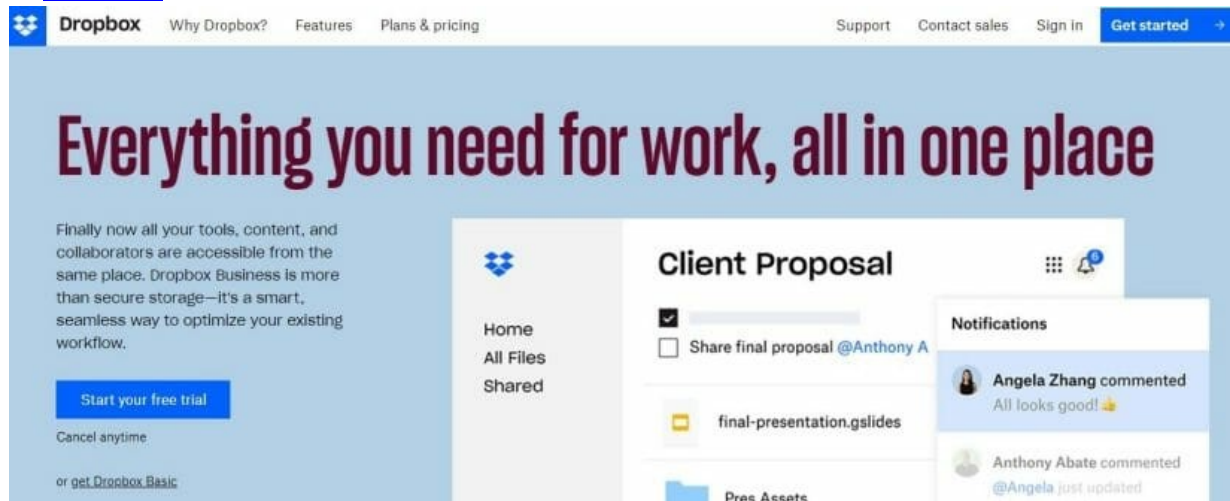 Dropbox Why Dropbox? Features Plans & pricing Support Contact sales Sign in Get started →
Everything you need for work, all in one place
Finally now all your tools, content, and
collaborators are accessible from the
same place. Dropbox Business is more
than secure storage—it's a smart,
seamless way to optimize your existing
workflow.
Start your free trial
Cancel anytime
or get Dropbox Basic
Client Proposal
6
Home
All Files
Shared
Share final proposal @Anthony A
final-presentation.gslides
Pres Assets
Notifications
Angela Zhang commented
All looks good! 👍
Anthony Abate commented
@Angela just updated